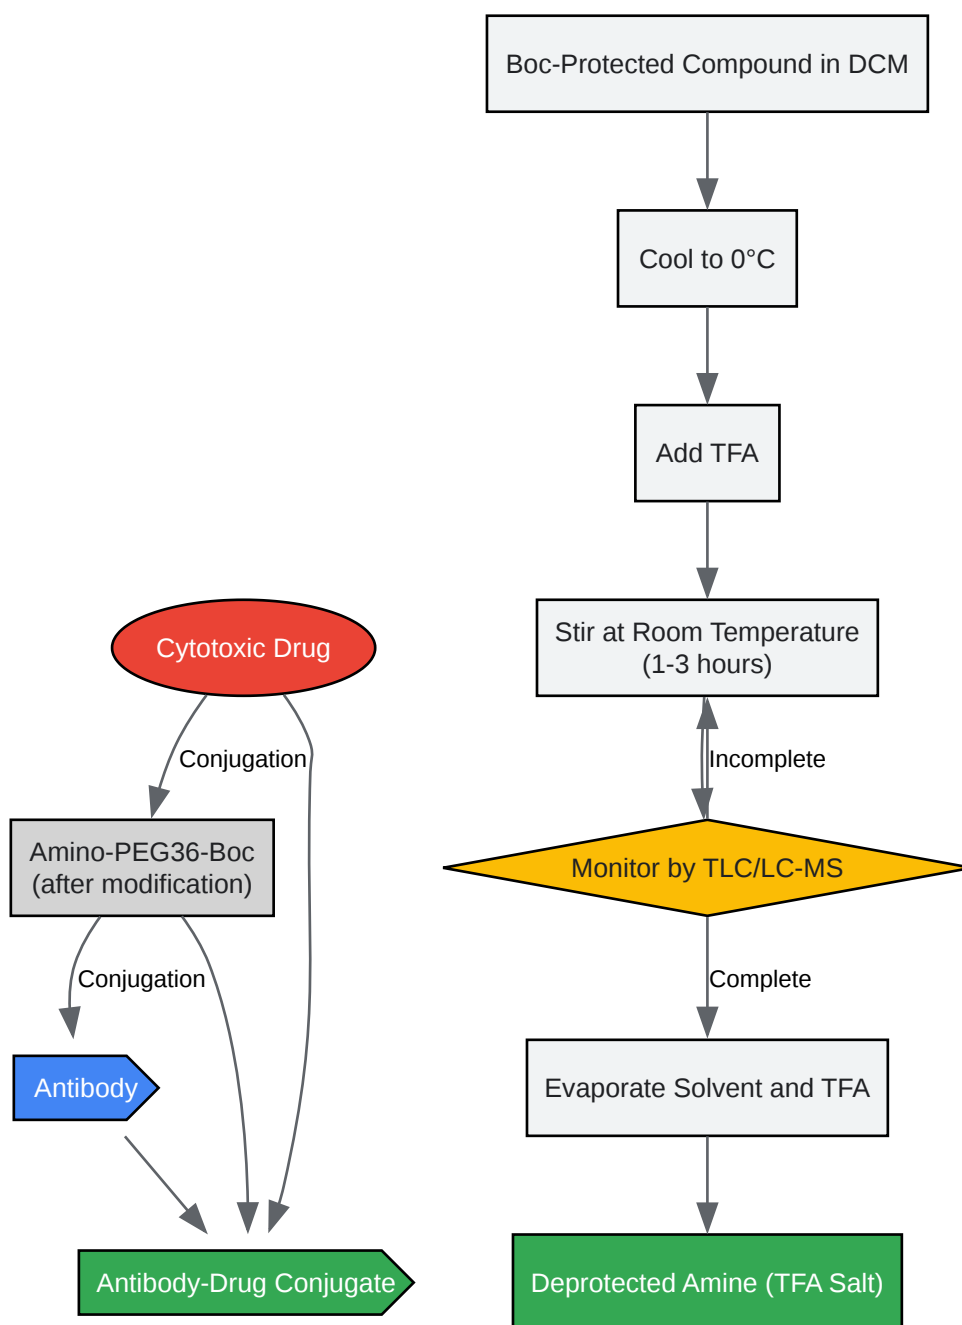 Boc-Protected Compound in DCM
Cool to 0°C
Add TFA
Stir at Room Temperature
(1-3 hours)
Incomplete
Monitor by TLC/LC-MS
Complete
Evaporate Solvent and TFA
Deprotected Amine (TFA Salt)
Cytotoxic Drug
Conjugation
Amino-PEG36-Boc
(after modification)
Conjugation
Antibody
Antibody-Drug Conjugate